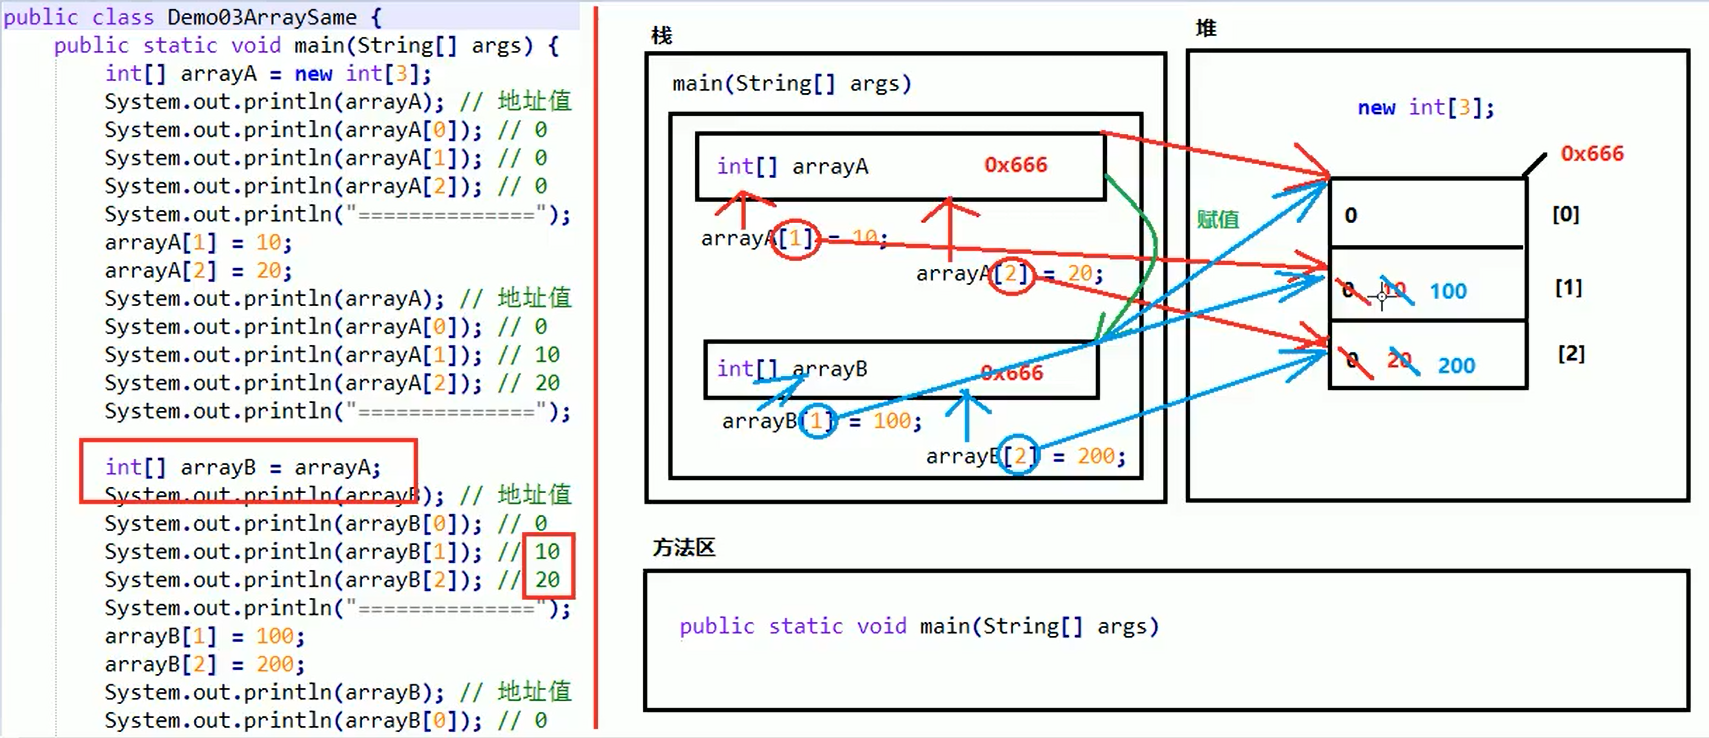 public class Demo03ArraySame {
public static void main(String[] args) {
int[] arrayA = new int[3];
System.out.println(arrayA); // 地址值
System.out.println(arrayA[0]); // 0
System.out.println(arrayA[1]); // 0
System.out.println(arrayA[2]); // 0
System.out.println("==============");
arrayA[1] = 10;
arrayA[2] = 20;
System.out.println(arrayA); // 地址值
System.out.println(arrayA[0]); // 0
System.out.println(arrayA[1]); // 10
System.out.println(arrayA[2]); // 20
System.out.println("==============");
int[] arrayB = arrayA;
System.out.println(arrayB); // 地址值
System.out.println(arrayB[0]); // 0
System.out.println(arrayB[1]); // 10
System.out.println(arrayB[2]); // 20
System.out.println("==============");
arrayB[1] = 100;
arrayB[2] = 200;
System.out.println(arrayB); // 地址值
System.out.println(arrayB[0]); // 0
栈
main(String[] args)
int[] arrayA 0x666
arrayA[1] = 10;
arrayA[2] = 20;
int[] arrayB 0x666
arrayB[1] = 100;
arrayB[2] = 200;
赋值
堆
new int[3];
0x666
0 [0]
0 10 100 [1]
0 20 200 [2]
方法区
public static void main(String[] args)